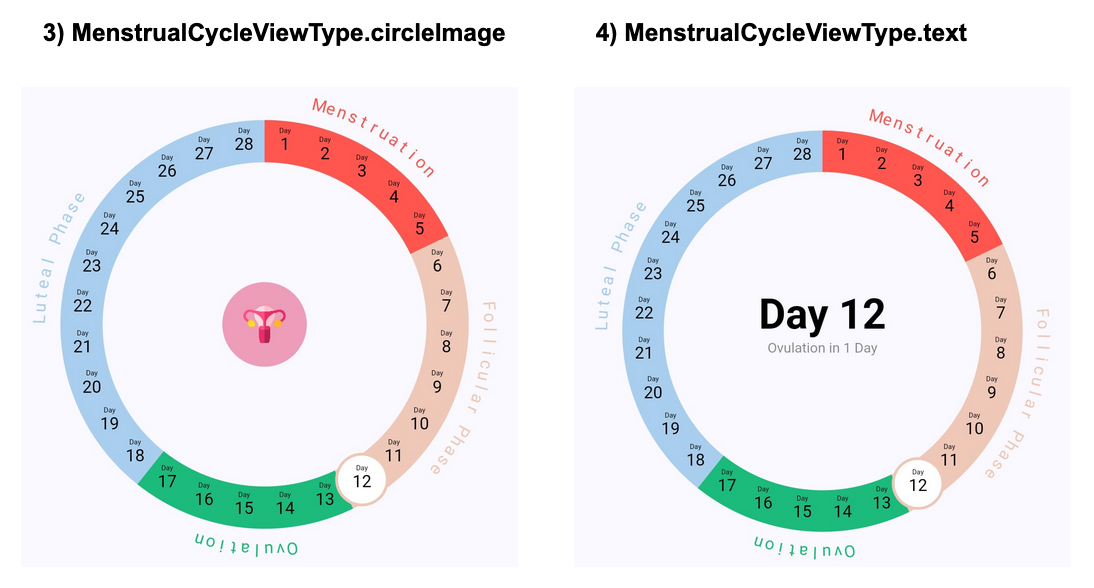 3) MenstrualCycleViewType.circleImage
4) MenstrualCycleViewType.text
Menstruation
Day 1
Day 2
Day 3
Day 4
Day 5
Day 6
Day 7
Day 8
Day 9
Day 10
Day 11
Day 12
Day 13
Day 14
Day 15
Day 16
Day 17
Day 18
Day 19
Day 20
Day 21
Day 22
Day 23
Day 24
Day 25
Day 26
Day 27
Day 28
Follicular Phase
Ovulation
Luteal Phase
Menstruation
Day 1
Day 2
Day 3
Day 4
Day 5
Day 6
Day 7
Day 8
Day 9
Day 10
Day 11
Day 12
Day 13
Day 14
Day 15
Day 16
Day 17
Day 18
Day 19
Day 20
Day 21
Day 22
Day 23
Day 24
Day 25
Day 26
Day 27
Day 28
Follicular Phase
Ovulation
Luteal Phase
Day 12
Ovulation in 1 Day